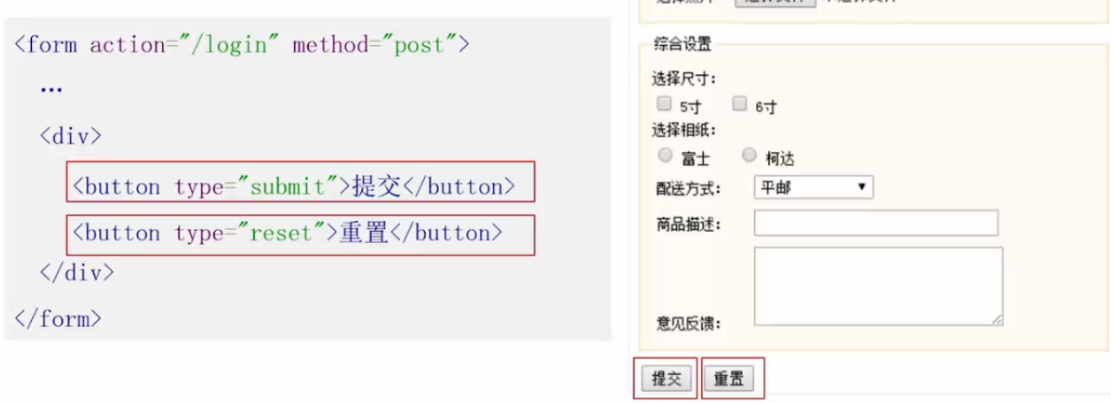 <form action="/login" method="post">
...
<div>
<button type="submit">提交</button>
<button type="reset">重置</button>
</div>
</form>
综合设置
选择尺寸：
5寸 6寸
选择相纸：
富士 柯达
配送方式： 平邮
商品描述：
意见反馈：
提交 重置